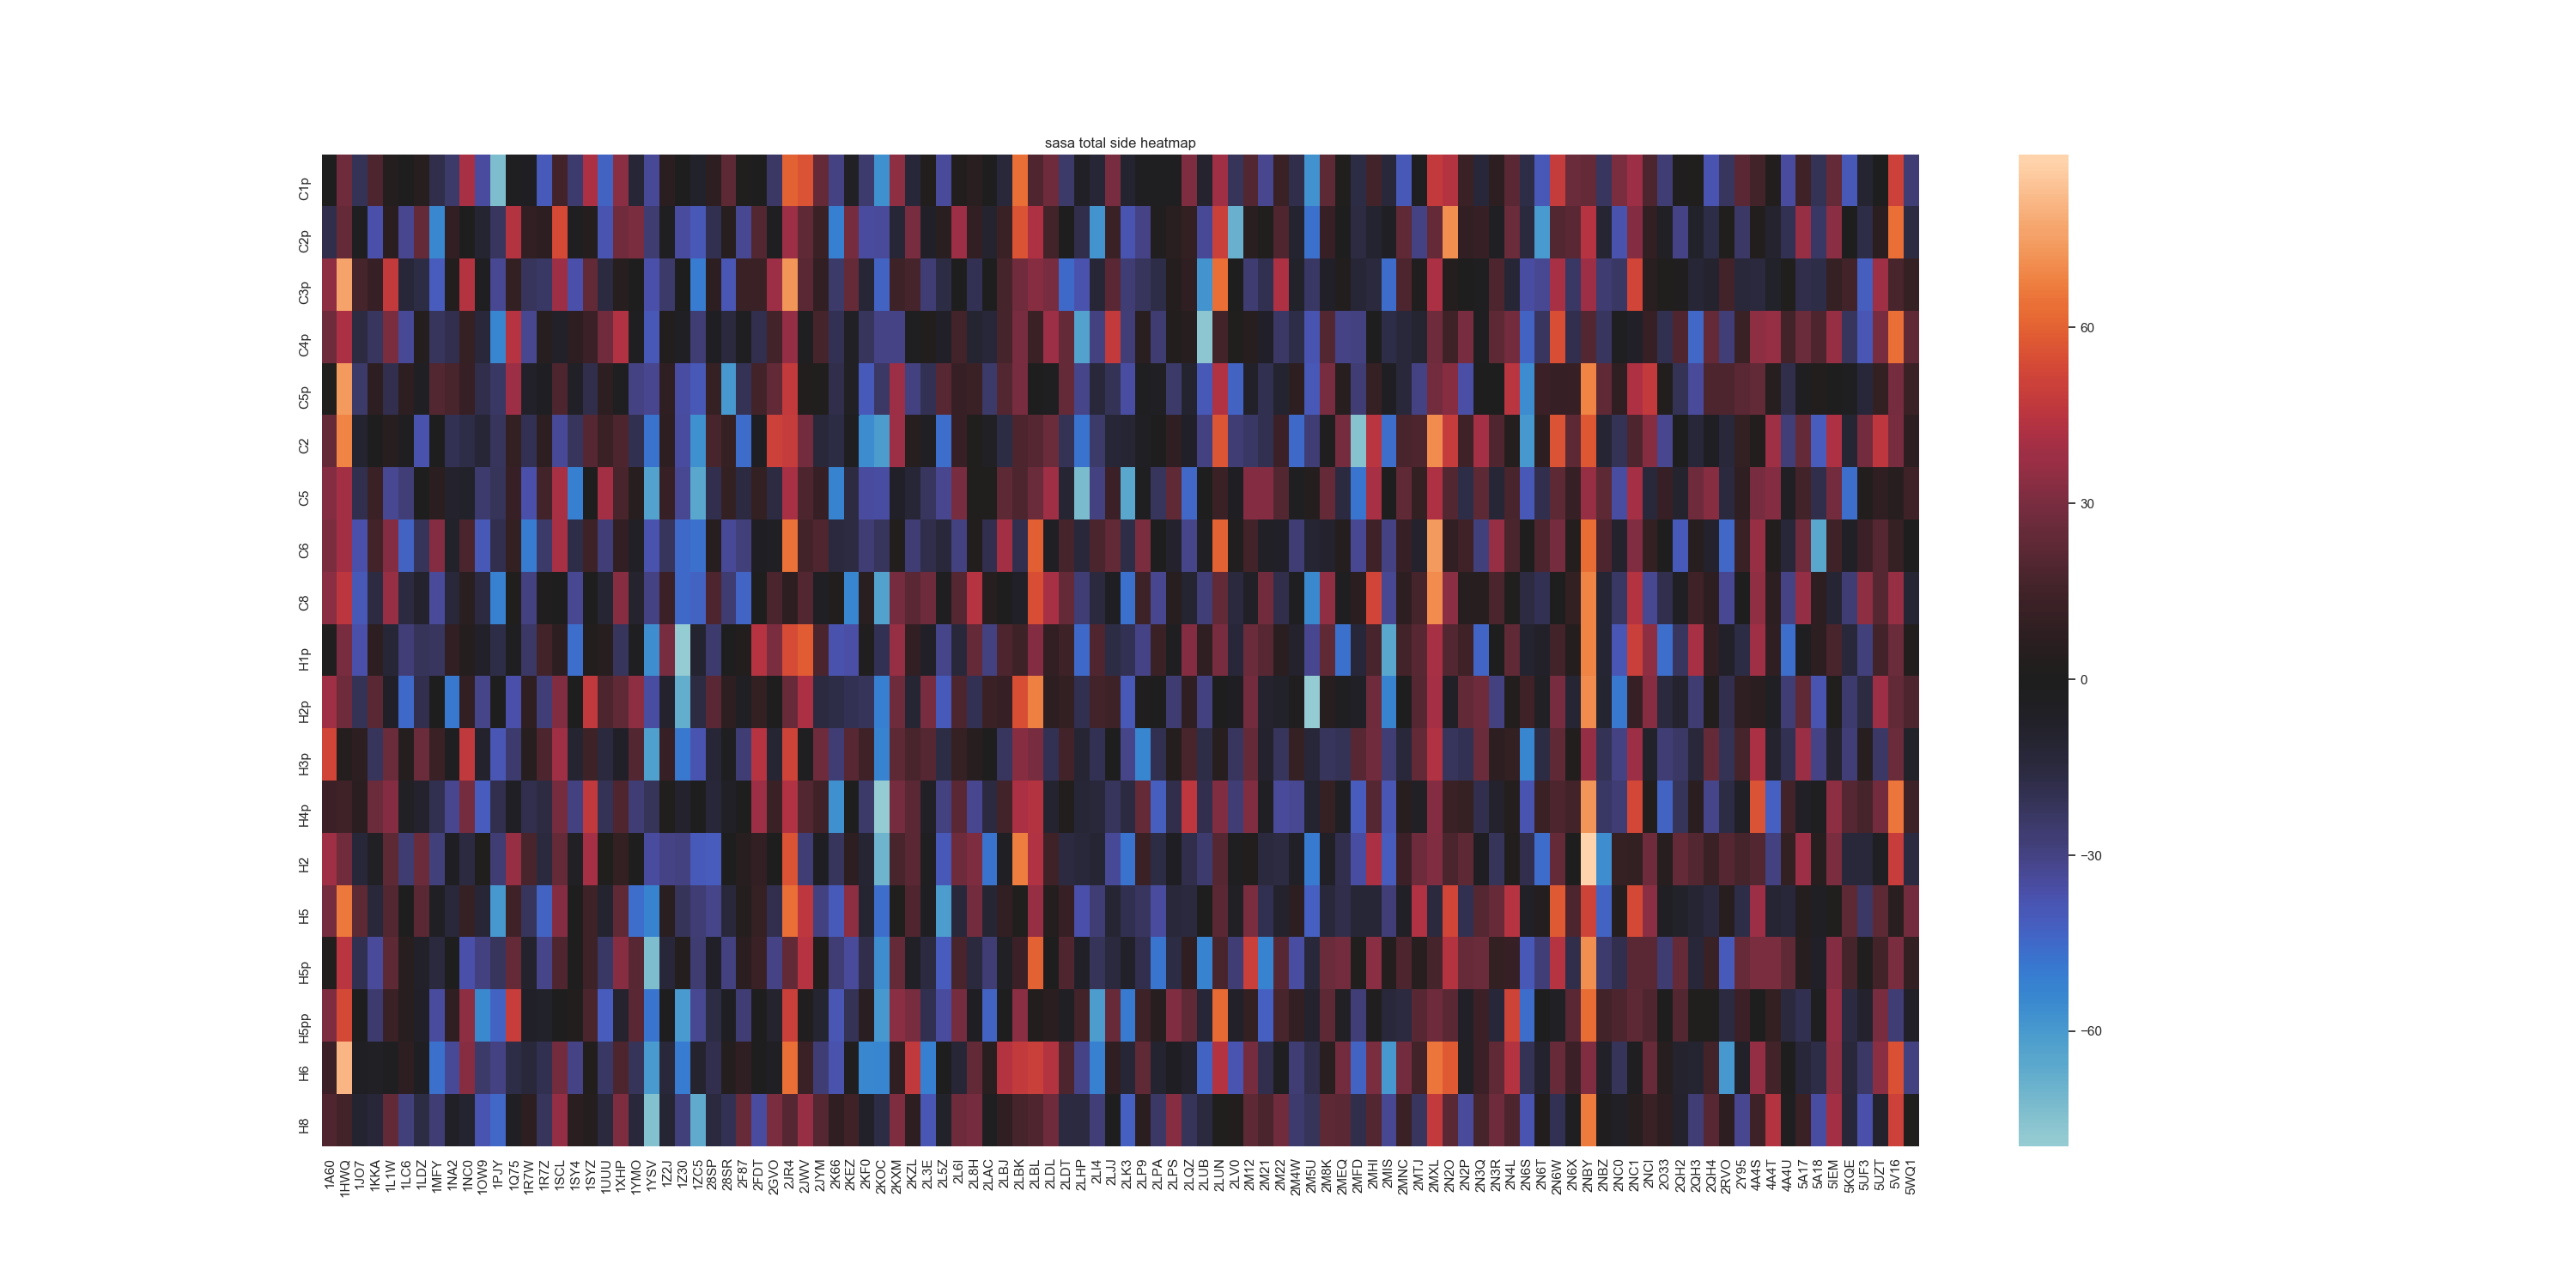 sasa total side heatmap
C1p
C2p
C3p
C4p
C5p
C2
C5
C6
C8
H1p
H2p
H3p
H4p
H2
H5
H5p
H5pp
H6
H8
60
30
0
−30
−60
1A60 1HWQ 1JO7 1KKA 1L1W 1LC6 1LDZ 1MFY 1NA2 1NC0 1OW9 1PJY 1Q75 1R7W 1R7Z 1SCL 1SY4 1SYZ 1UUU 1XHP 1YMO 1YSV 1Z2J 1Z30 1ZC5 28SP 28SR 2F87 2FDT 2GVO 2JR4 2JWV 2JYM 2K66 2KEZ 2KF0 2KOC 2KXM 2KZL 2L3E 2L5Z 2L6I 2L8H 2LAC 2LBJ 2LBK 2LBL 2LDL 2LDT 2LHP 2LI4 2LJJ 2LK3 2LP9 2LPA 2LPS 2LQZ 2LUB 2LUN 2LV0 2M12 2M21 2M22 2M4W 2M5U 2M8K 2MEQ 2MFD 2MHI 2MIS 2MNC 2MTJ 2MXL 2N2O 2N2P 2N3Q 2N3R 2N4L 2N6S 2N6T 2N6W 2N6X 2NBY 2NBZ 2NC0 2NC1 2NCI 2O33 2QH2 2QH3 2QH4 2RVO 2Y95 4A4S 4A4T 4A4U 5A17 5A18 5IEM 5KQE 5UF3 5UZT 5V16 5WQ1